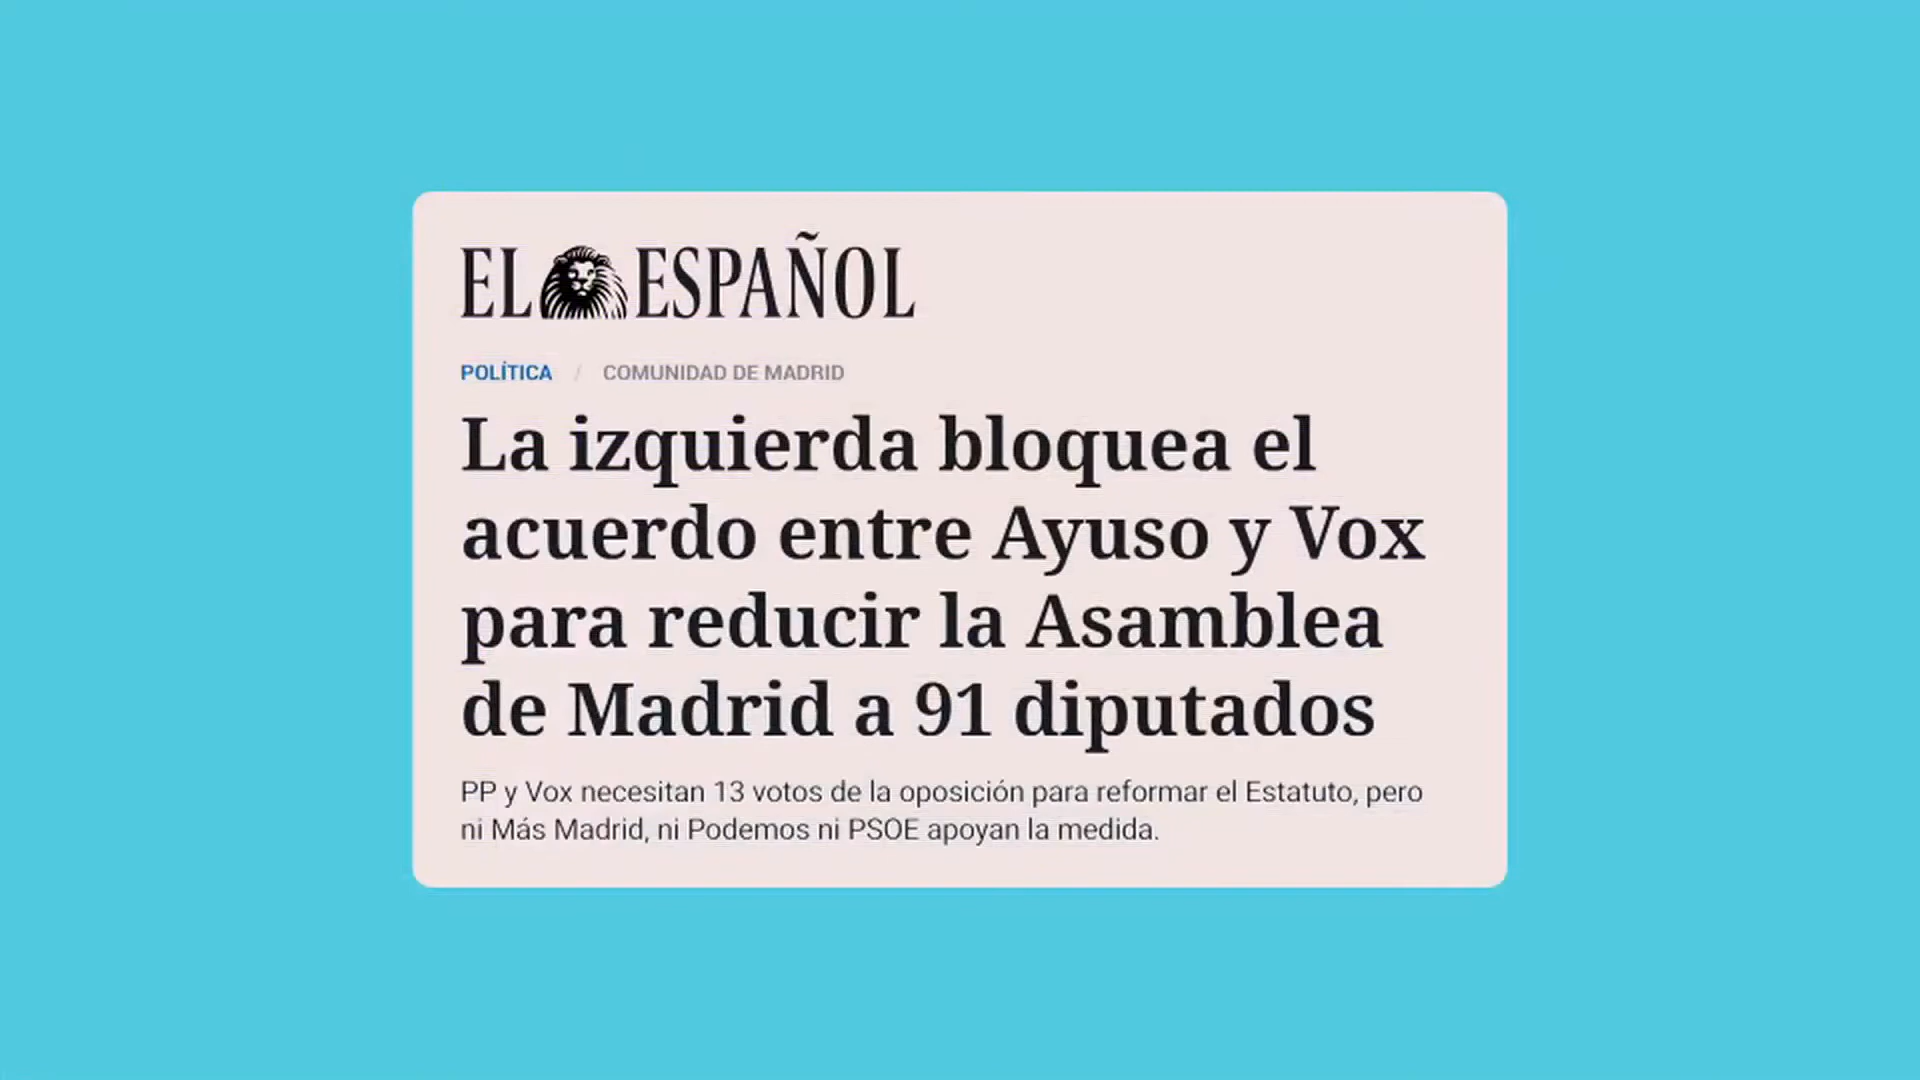 EL ESPAÑOL
POLÍTICA / COMUNIDAD DE MADRID
La izquierda bloquea el
acuerdo entre Ayuso y Vox
para reducir la Asamblea
de Madrid a 91 diputados
PP y Vox necesitan 13 votos de la oposición para reformar el Estatuto, pero
ni Más Madrid, ni Podemos ni PSOE apoyan la medida.